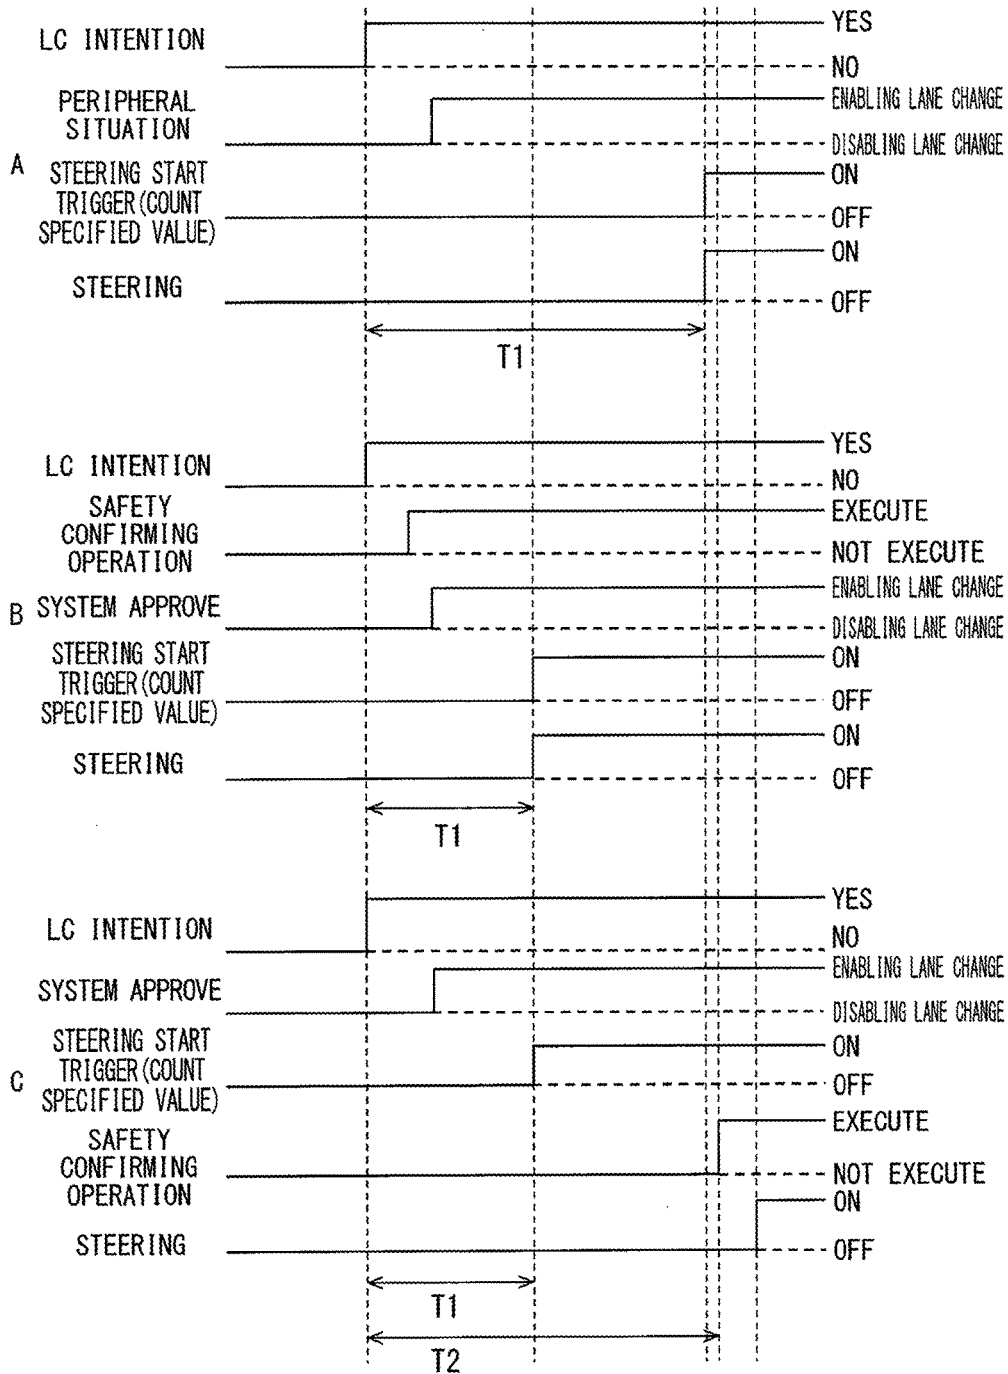 LC INTENTION
YES
NO
PERIPHERAL
SITUATION
ENABLING LANE CHANGE
DISABLING LANE CHANGE
A
STEERING START
TRIGGER(COUNT
SPECIFIED VALUE)
ON
OFF
STEERING
ON
OFF
T1
LC INTENTION
YES
NO
SAFETY
CONFIRMING
OPERATION
EXECUTE
NOT EXECUTE
B
SYSTEM APPROVE
ENABLING LANE CHANGE
DISABLING LANE CHANGE
STEERING START
TRIGGER(COUNT
SPECIFIED VALUE)
ON
OFF
STEERING
ON
OFF
T1
LC INTENTION
YES
NO
SYSTEM APPROVE
ENABLING LANE CHANGE
DISABLING LANE CHANGE
C
STEERING START
TRIGGER(COUNT
SPECIFIED VALUE)
ON
OFF
SAFETY
CONFIRMING
OPERATION
EXECUTE
NOT EXECUTE
STEERING
ON
OFF
T1
T2